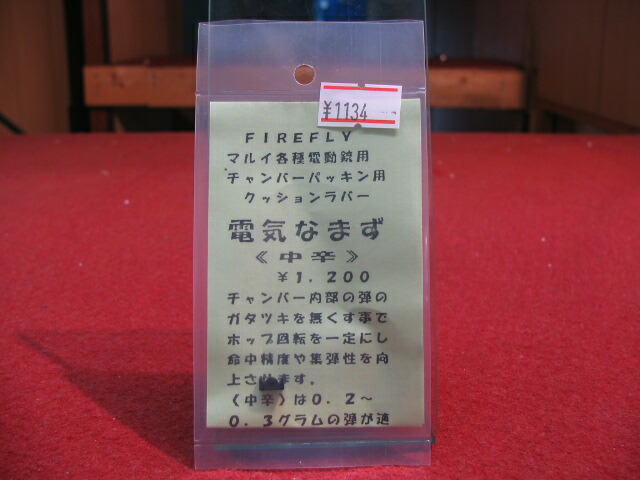 ¥1134
FIREFLY
マルイ各種電動銃用
チャンバーパッキン用
クッションラバー
電気なまず
《中辛》
¥1,200
チャンバー内部の弾の
ガタツキを無くす事で
ホップ回転を一定にし
命中精度や集弾性を向
上させます。
《中辛》は0.2～
0.3グラムの弾が適